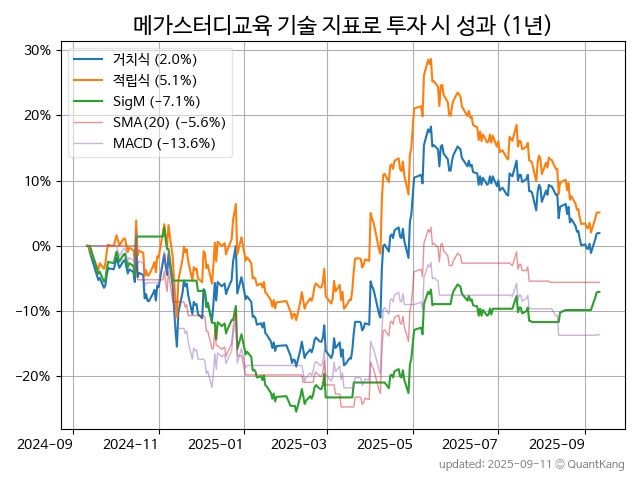 메가스터디교육 기술 지표로 투자 시 성과 (1년)
30%
20%
10%
0%
−10%
−20%
거치식 (2.0%)
적립식 (5.1%)
SigM (−7.1%)
SMA(20) (−5.6%)
MACD (−13.6%)
2024-09
2024-11
2025-01
2025-03
2025-05
2025-07
2025-09
updated: 2025-09-11 © QuantKang